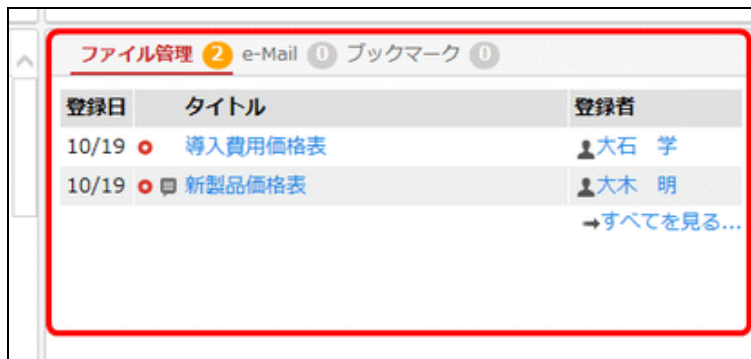 ファイル管理 2 e-Mail 0 ブックマーク 0
登録日 タイトル 登録者
10/19 導入費用価格表 大石 学
10/19 新製品価格表 大木 明
→すべてを見る...